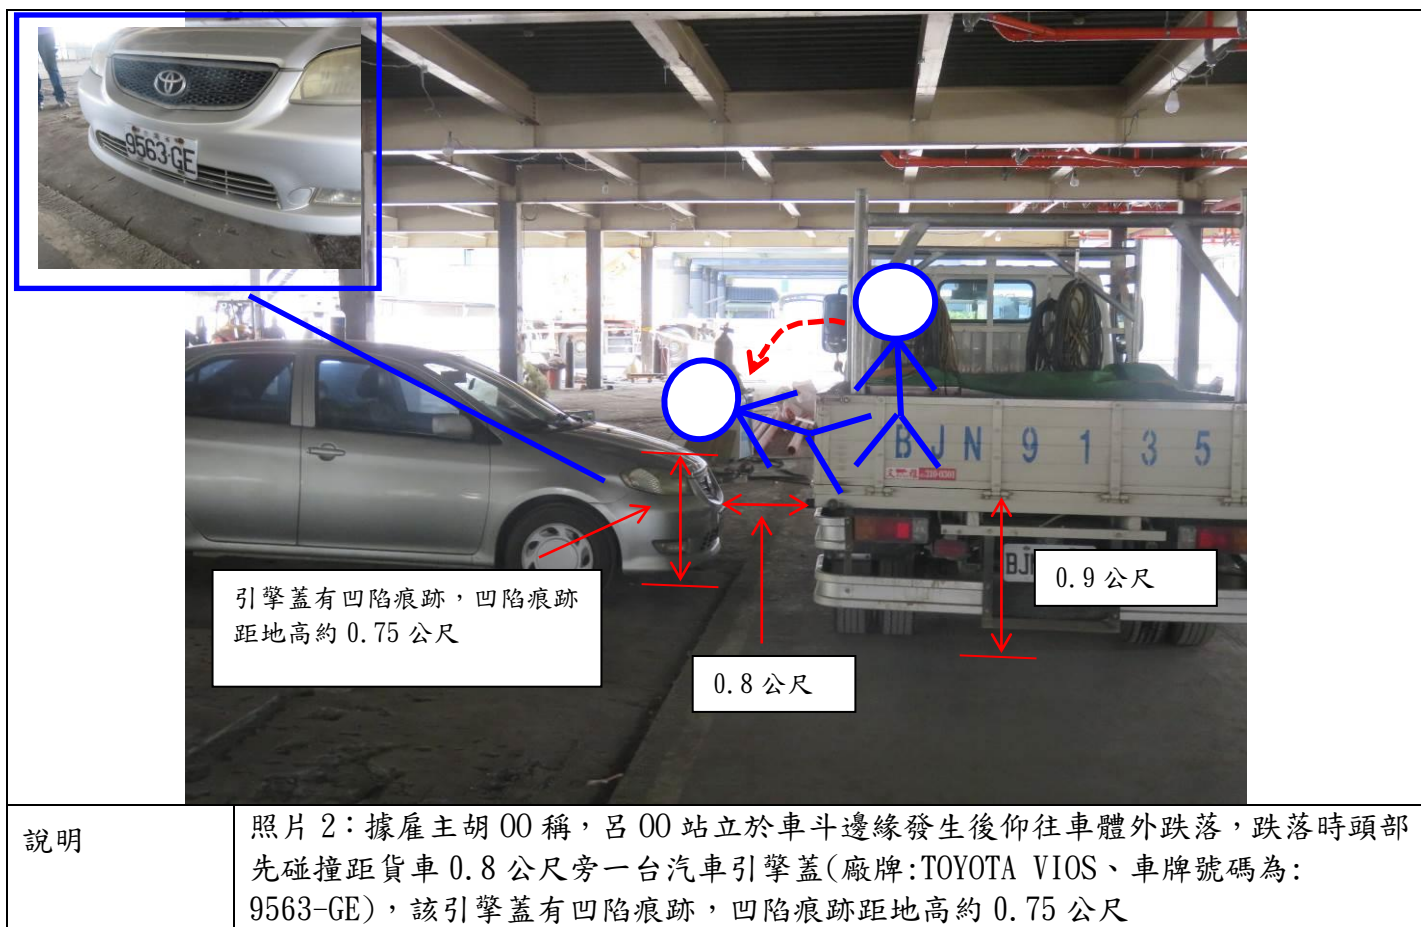 9563-GE
BJN9135
BJ
引擎蓋有凹陷痕跡，凹陷痕跡
距地高約 0.75 公尺
0.8 公尺
0.9 公尺
說明
照片 2：據雇主胡 OO 稱，呂 OO 站立於車斗邊緣發生後仰往車體外跌落，跌落時頭部
先碰撞距貨車 0.8 公尺旁一台汽車引擎蓋(廠牌:TOYOTA VIOS、車牌號碼為:
9563-GE)，該引擎蓋有凹陷痕跡，凹陷痕跡距地高約 0.75 公尺